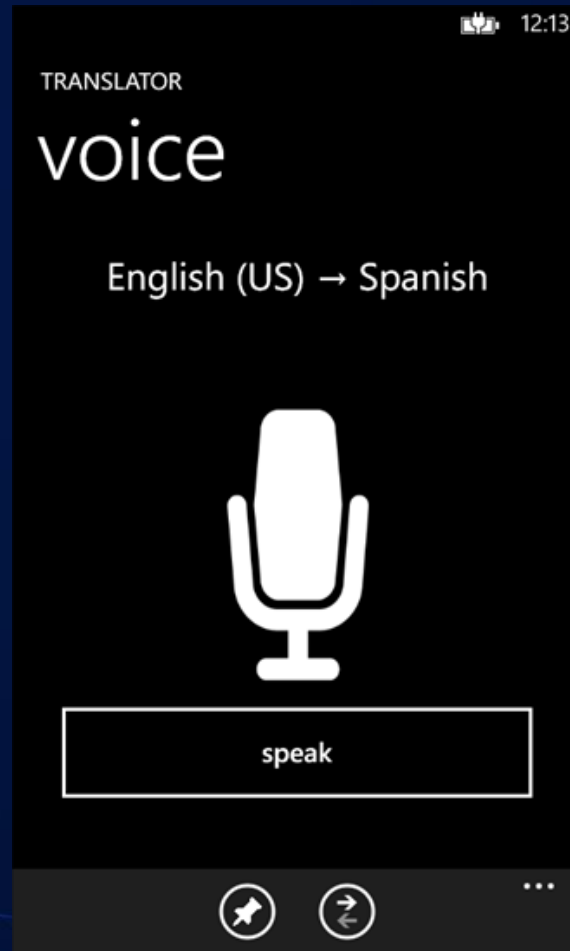 12:13
TRANSLATOR
voice
English (US) → Spanish
speak